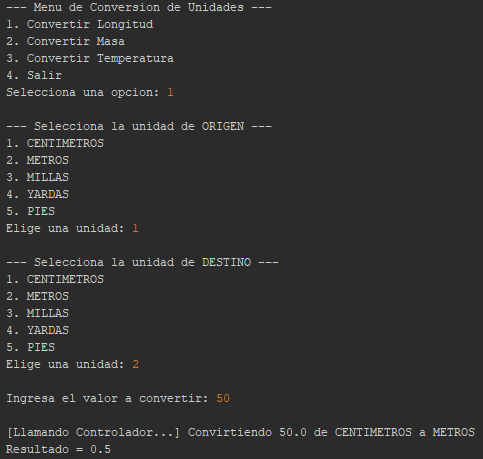 --- Menu de Conversion de Unidades ---
1. Convertir Longitud
2. Convertir Masa
3. Convertir Temperatura
4. Salir
Selecciona una opcion: 1
--- Selecciona la unidad de ORIGEN ---
1. CENTIMETROS
2. METROS
3. MILLAS
4. YARDAS
5. PIES
Elige una unidad: 1
--- Selecciona la unidad de DESTINO ---
1. CENTIMETROS
2. METROS
3. MILLAS
4. YARDAS
5. PIES
Elige una unidad: 2
Ingresa el valor a convertir: 50
[Llamando Controlador...] Convirtiendo 50.0 de CENTIMETROS a METROS
Resultado = 0.5